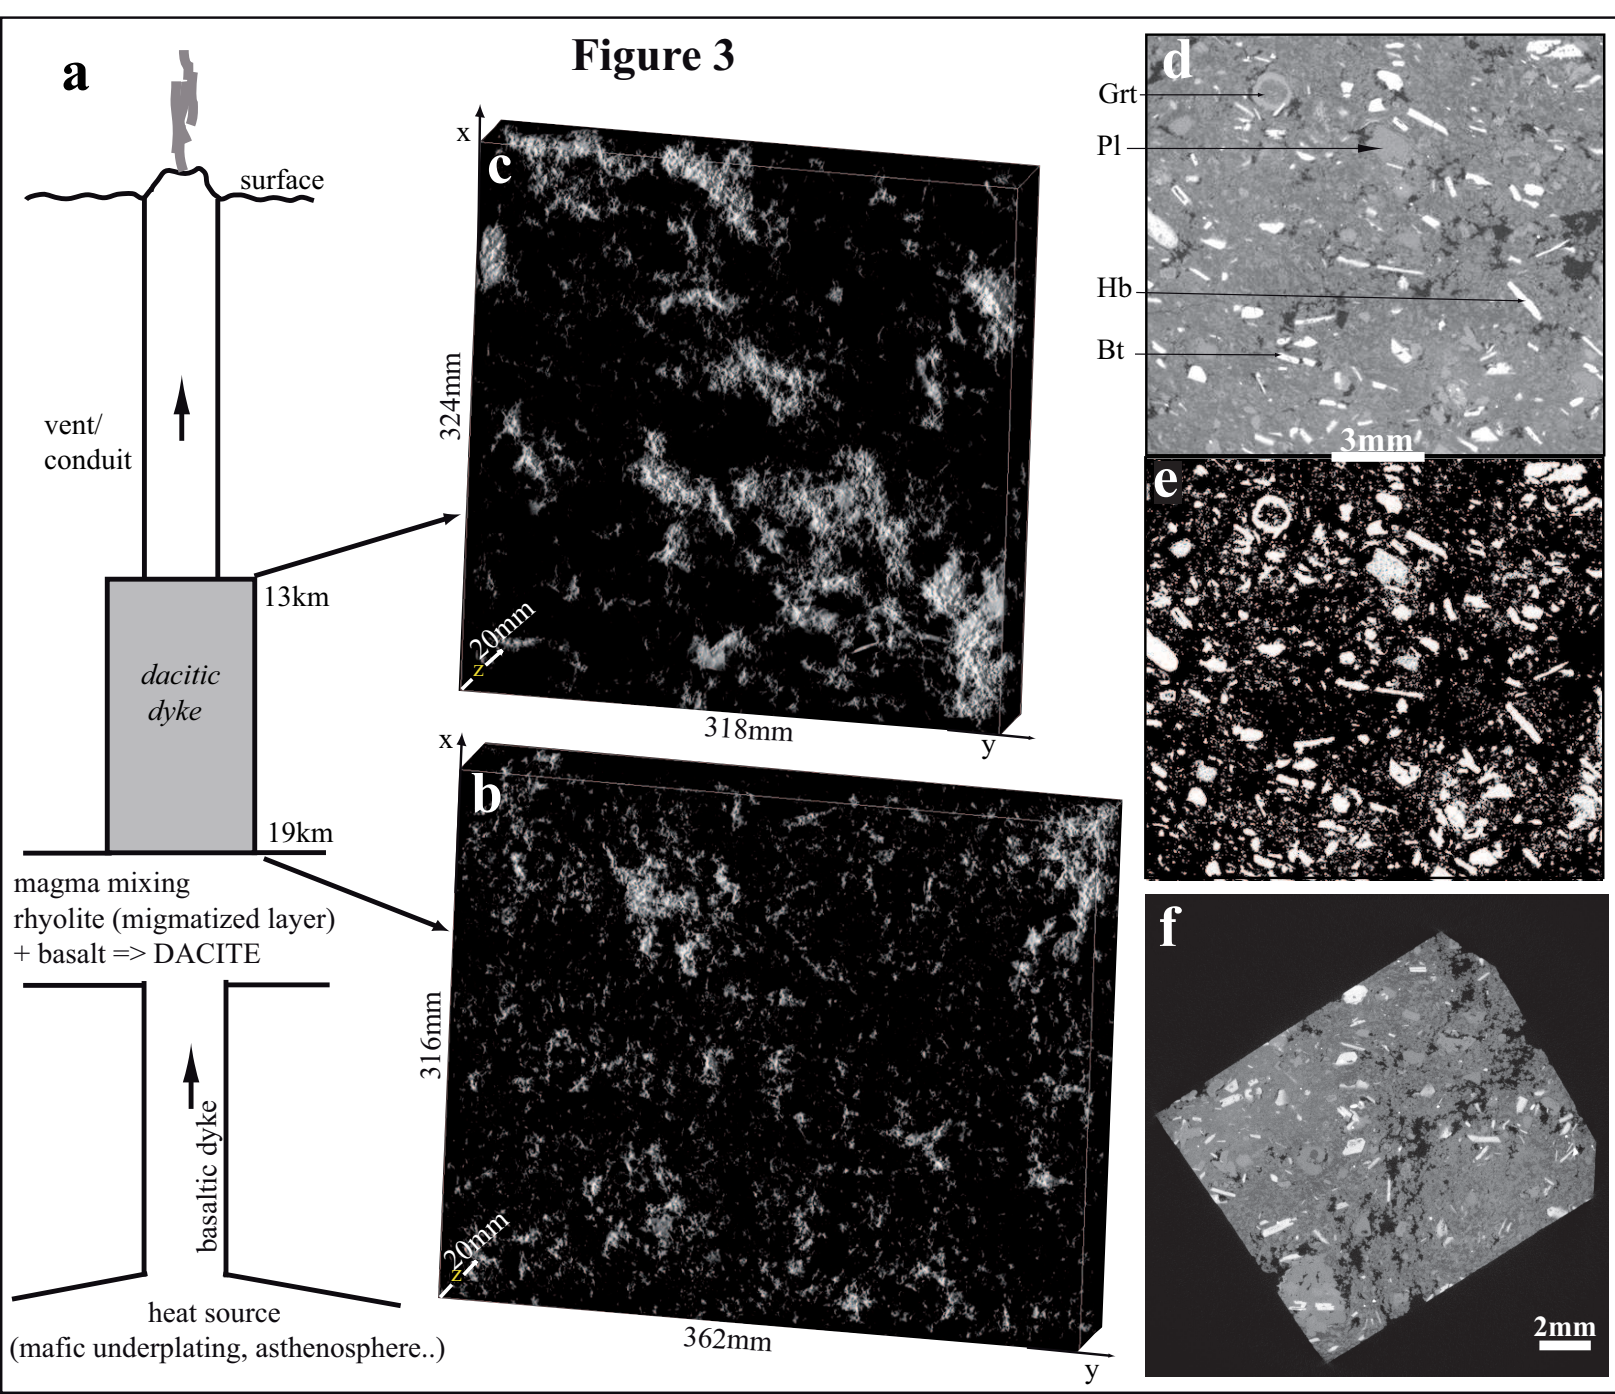 Figure 3
a
surface
vent/
conduit
13km
dacitic
dyke
19km
magma mixing
rhyolite (migmatized layer)
+ basalt => DACITE
basaltic dyke
heat source
(mafic underplating, asthenosphere..)
x
c
324mm
20mm
z
318mm
y
x
b
316mm
20mm
z
362mm
y
d
Grt
Pl
Hb
Bt
3mm
e
f
2mm